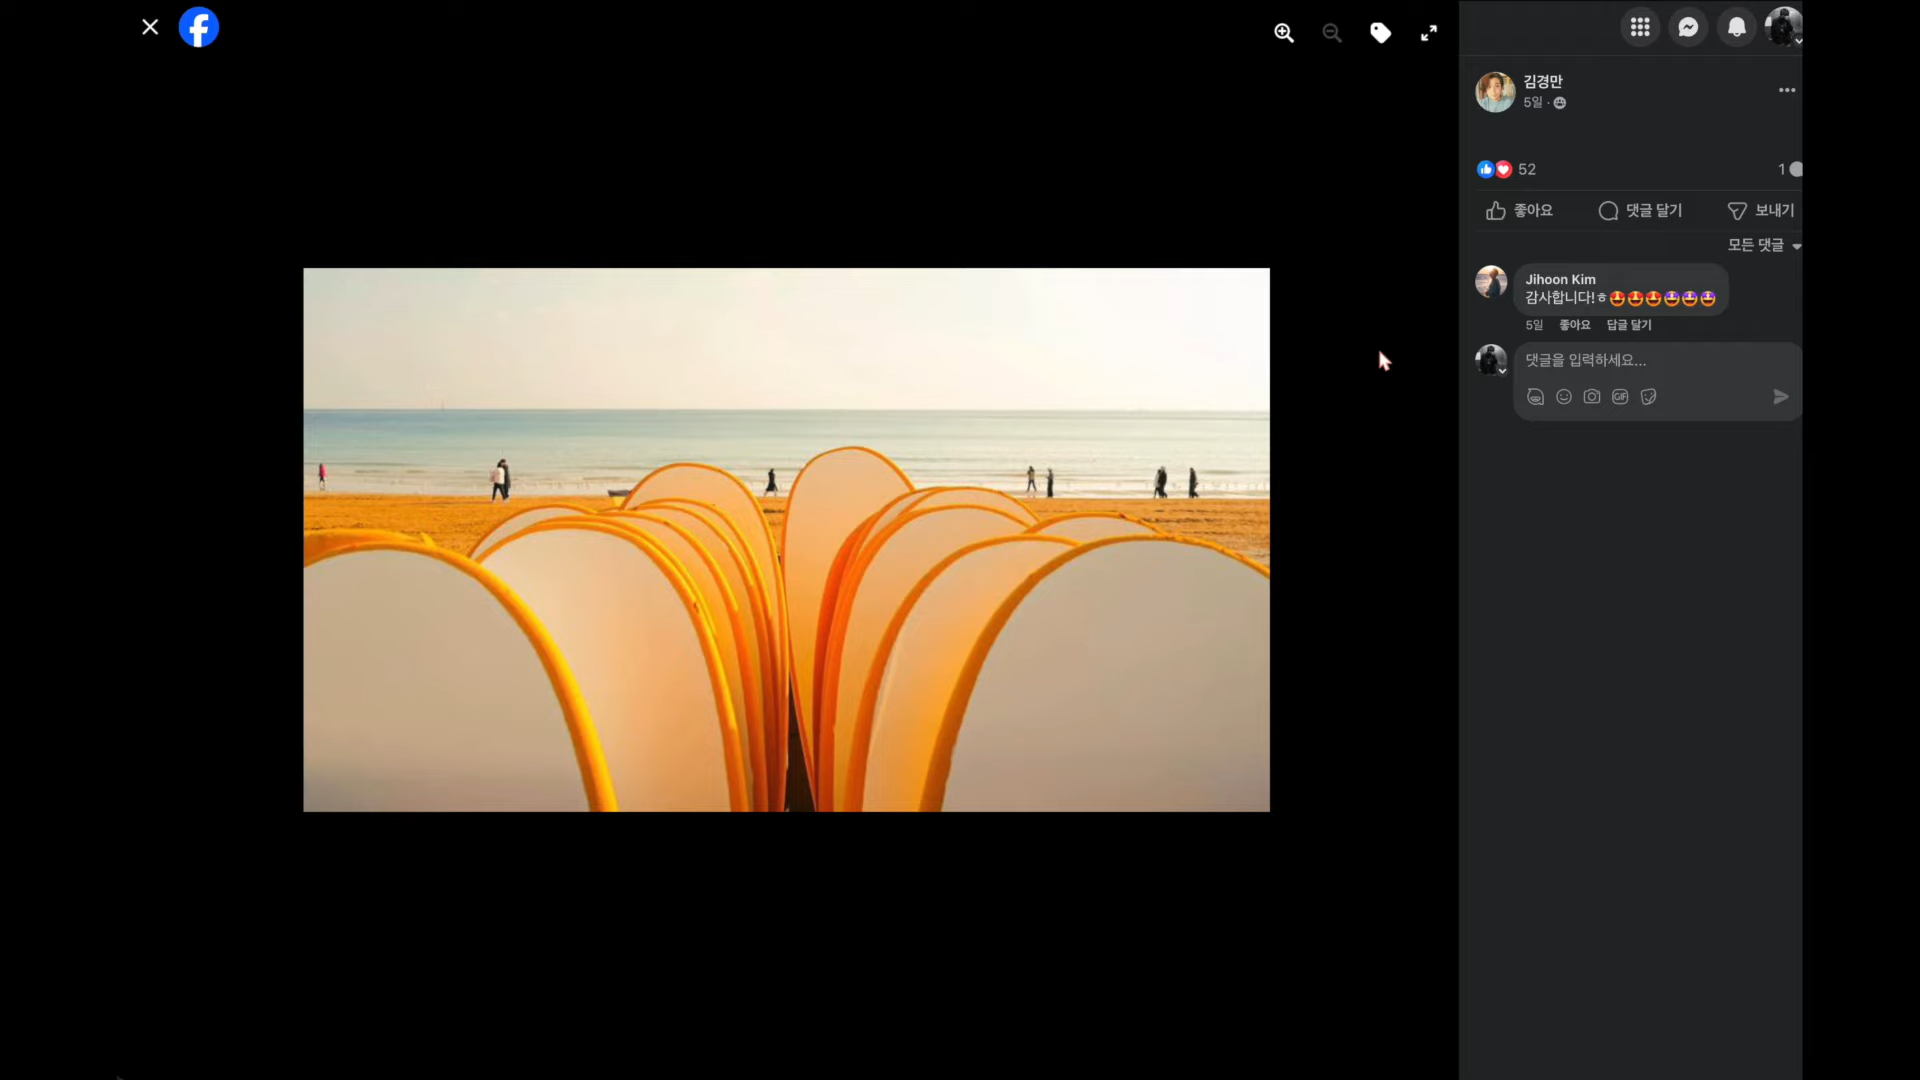 김경만
5일
52
1
좋아요
댓글 달기
보내기
모든 댓글
Jihoon Kim
감사합니다!ㅎ
5일 좋아요 답글 달기
댓글을 입력하세요...
GIF